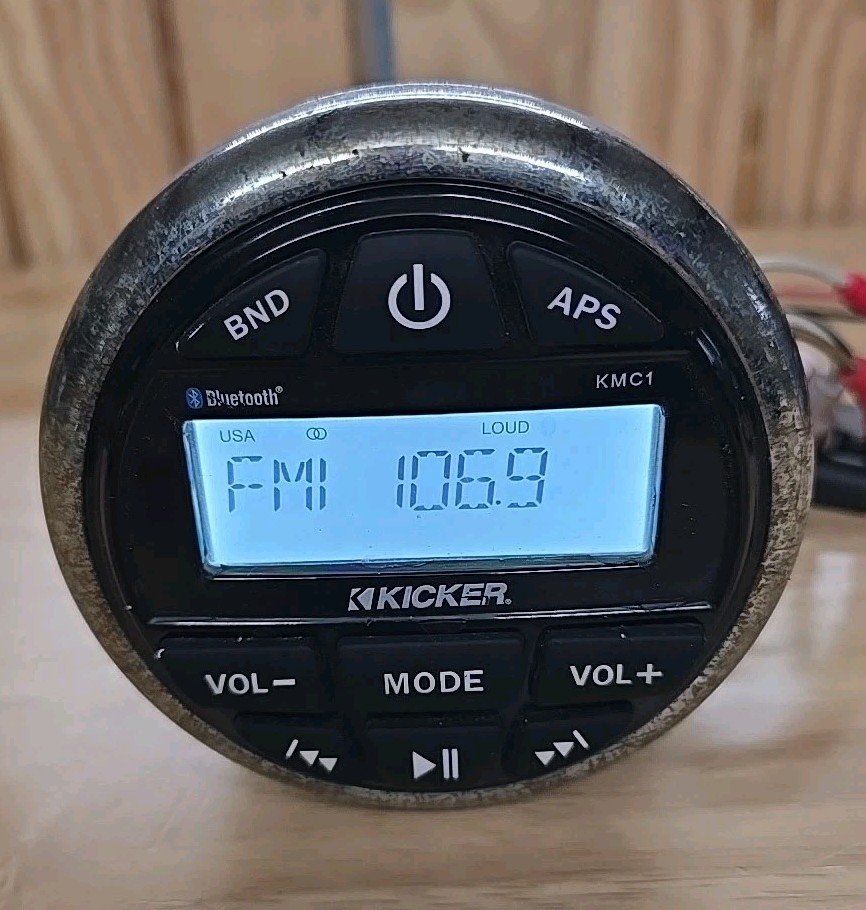 BND
APS
KMC1
Bluetooth®
USA LOUD
FM1 106.9
KICKER®
VOL− MODE VOL+